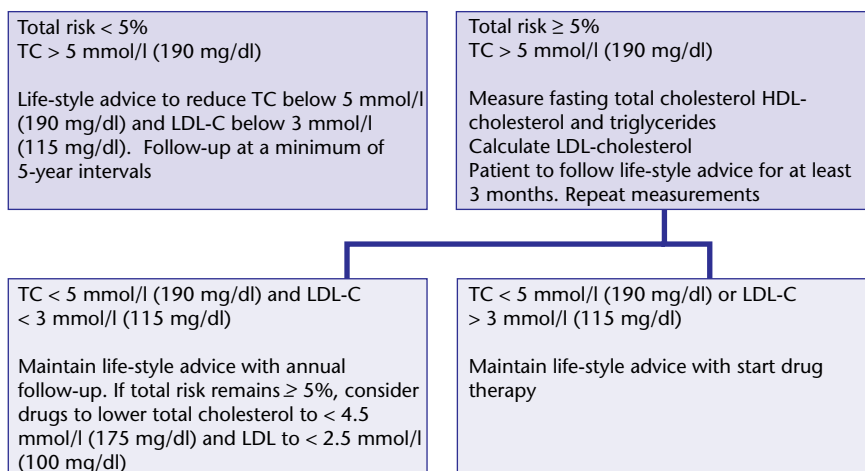 Total risk < 5%
TC > 5 mmol/l (190 mg/dl)
Life-style advice to reduce TC below 5 mmol/l
(190 mg/dl) and LDL-C below 3 mmol/l
(115 mg/dl).  Follow-up at a minimum of
5-year intervals
Total risk ≥ 5%
TC > 5 mmol/l (190 mg/dl)
Measure fasting total cholesterol HDL-
cholesterol and triglycerides
Calculate LDL-cholesterol
Patient to follow life-style advice for at least
3 months. Repeat measurements
TC < 5 mmol/l (190 mg/dl) and LDL-C
< 3 mmol/l (115 mg/dl)
Maintain life-style advice with annual
follow-up. If total risk remains ≥ 5%, consider
drugs to lower total cholesterol to < 4.5
mmol/l (175 mg/dl) and LDL to < 2.5 mmol/l
(100 mg/dl)
TC < 5 mmol/l (190 mg/dl) or LDL-C
> 3 mmol/l (115 mg/dl)
Maintain life-style advice with start drug
therapy